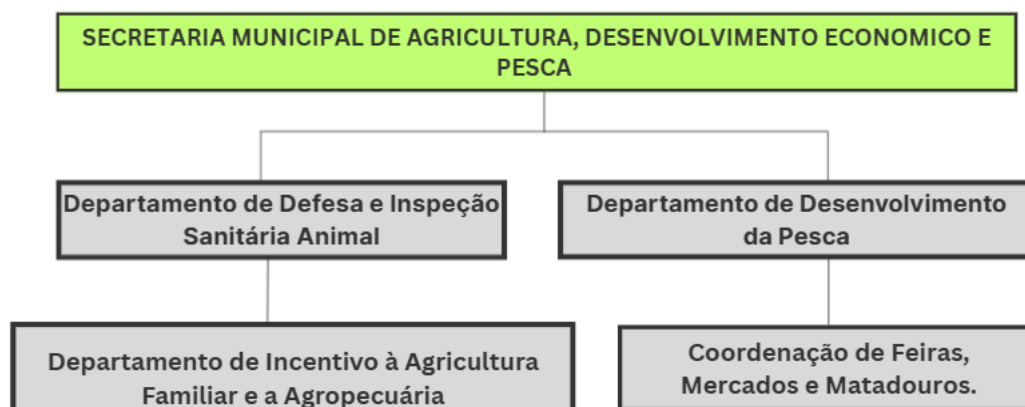 SECRETARIA MUNICIPAL DE AGRICULTURA, DESENVOLVIMENTO ECONOMICO E
PESCA
Departamento de Defesa e Inspeção
Sanitária Animal
Departamento de Desenvolvimento
da Pesca
Departamento de Incentivo à Agricultura
Familiar e a Agropecuária
Coordenação de Feiras,
Mercados e Matadouros.